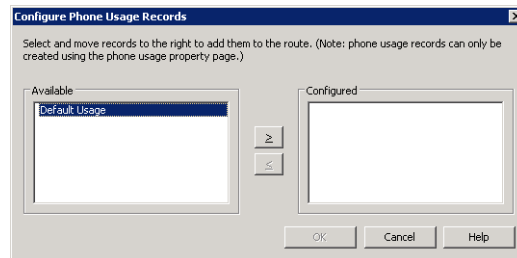 Configure Phone Usage Records
Select and move records to the right to add them to the route. (Note: phone usage records can only be
created using the phone usage property page.)
Available
Configured
Default Usage
≥
≤
OK
Cancel
Help